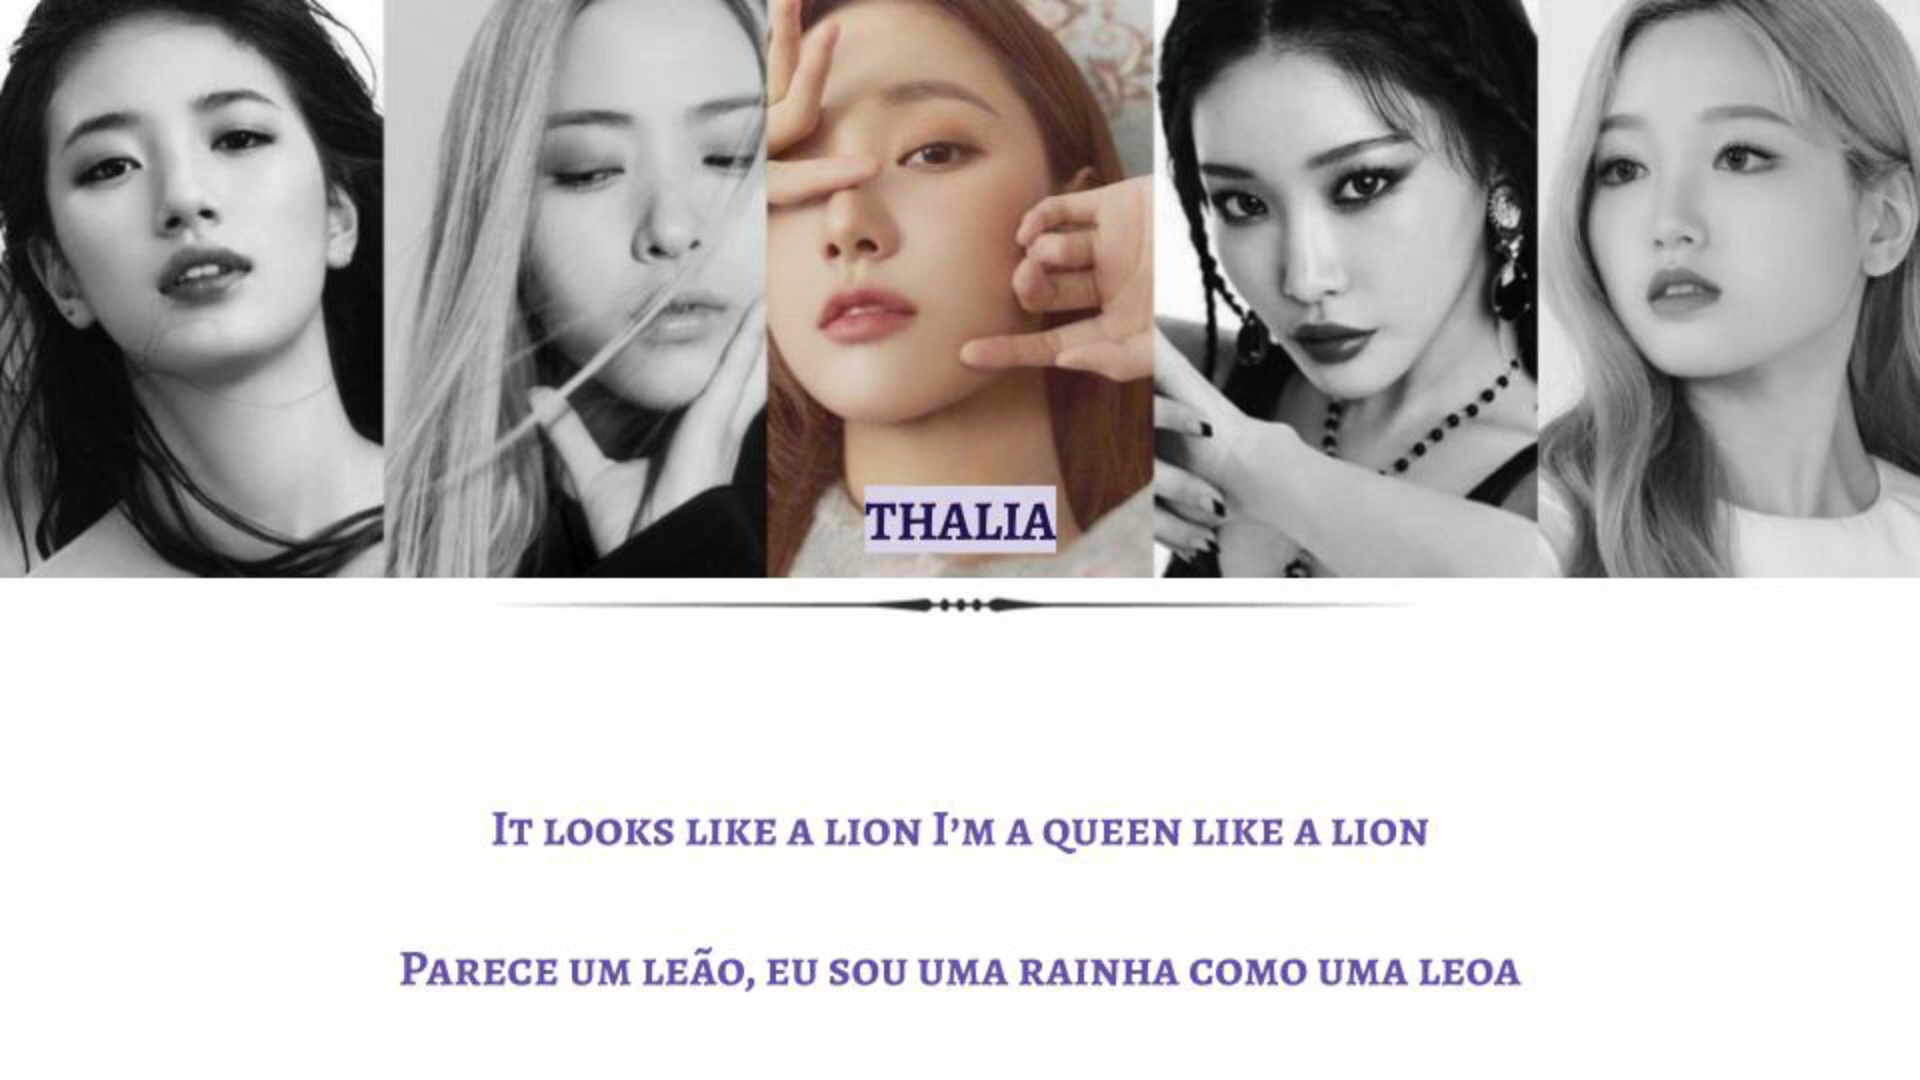 THALIA
It looks like a lion I’m a queen like a lion
Parece um leão, eu sou uma rainha como uma leoa